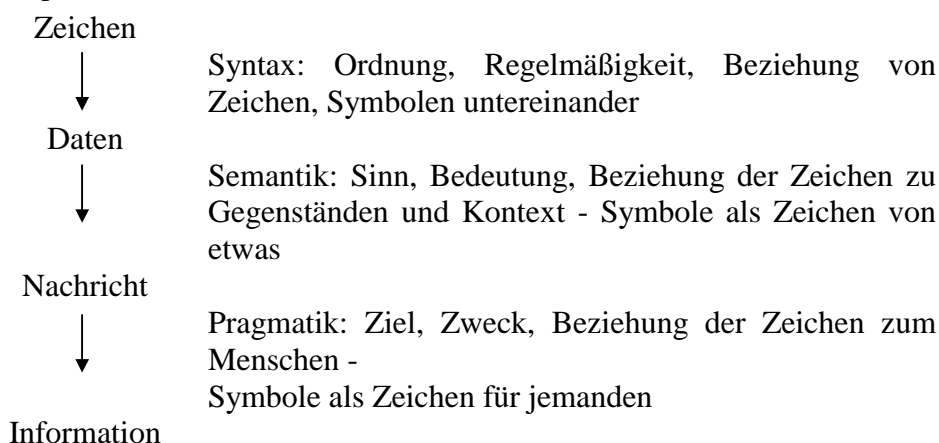 Zeichen
Syntax: Ordnung, Regelmäßigkeit, Beziehung von
Zeichen, Symbolen untereinander
Daten
Semantik: Sinn, Bedeutung, Beziehung der Zeichen zu
Gegenständen und Kontext - Symbole als Zeichen von
etwas
Nachricht
Pragmatik: Ziel, Zweck, Beziehung der Zeichen zum
Menschen -
Symbole als Zeichen für jemanden
Information